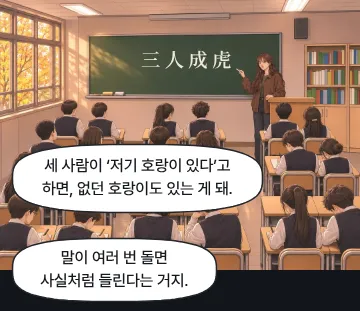 三人成虎
세 사람이 ‘저기 호랑이 있다’고
하면, 없던 호랑이도 있는 게 돼.
말이 여러 번 돌면
사실처럼 들린다는 거지.